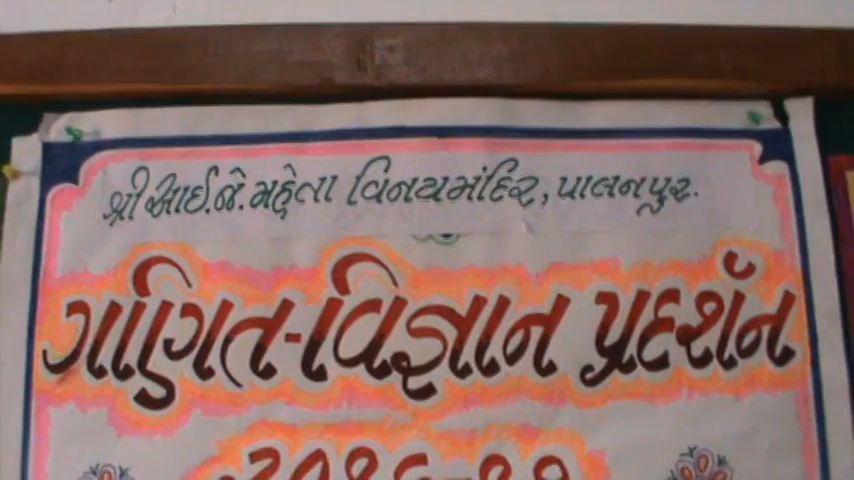 શ્રી આઈ.જે. મહેતા વિનયમંદિર, પાલનપુર.
ગણિત-વિજ્ઞાન પ્રદર્શન